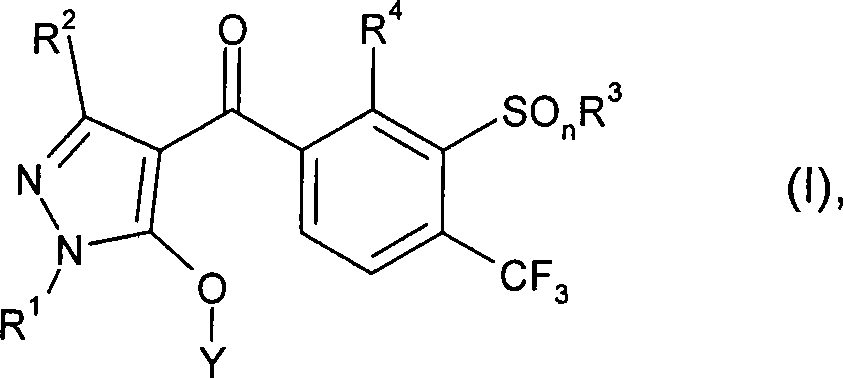 R² O R⁴
SOₙR³
N (I),
N
CF₃
R¹ O
Y